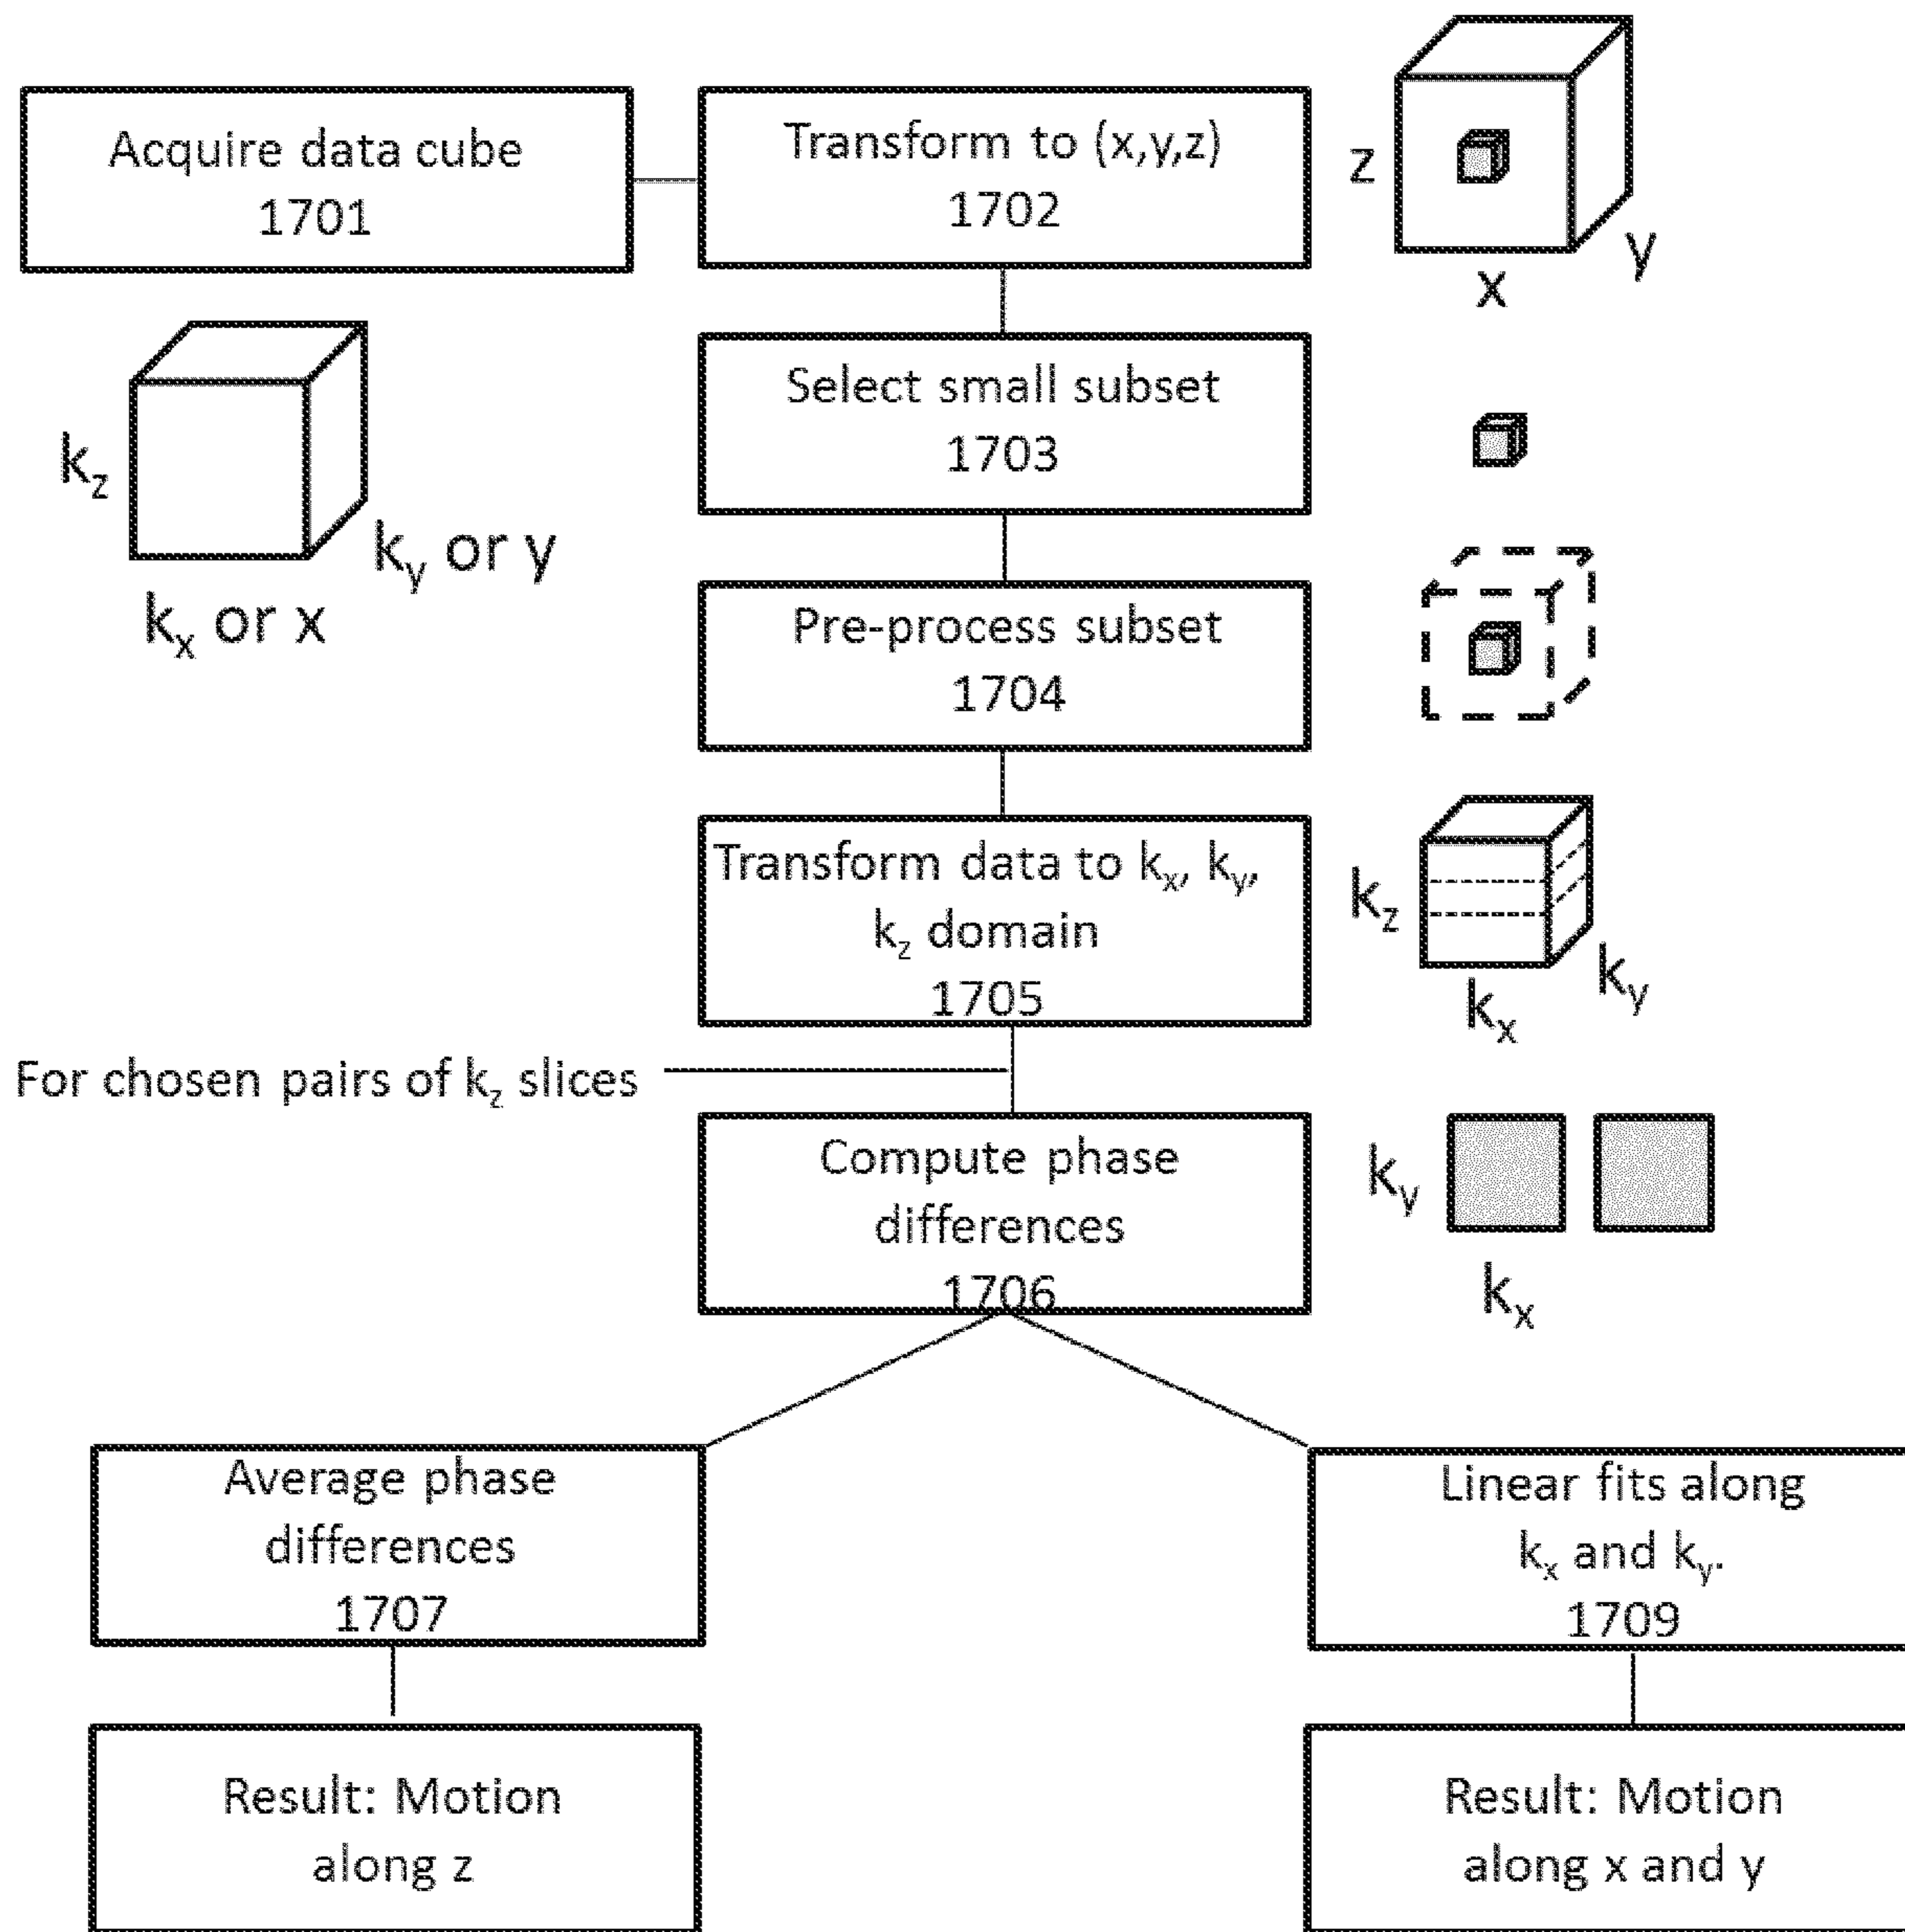 Acquire data cube
1701
Transform to (x,y,z)
1702
z
x
y
k_z
k_y or y
k_x or x
Select small subset
1703
Pre-process subset
1704
Transform data to k_x, k_y,
k_z domain
1705
k_z
k_x
k_y
For chosen pairs of k_z slices
Compute phase
differences
1706
k_y
k_x
Average phase
differences
1707
Linear fits along
k_x and k_y.
1709
Result: Motion
along z
Result: Motion
along x and y